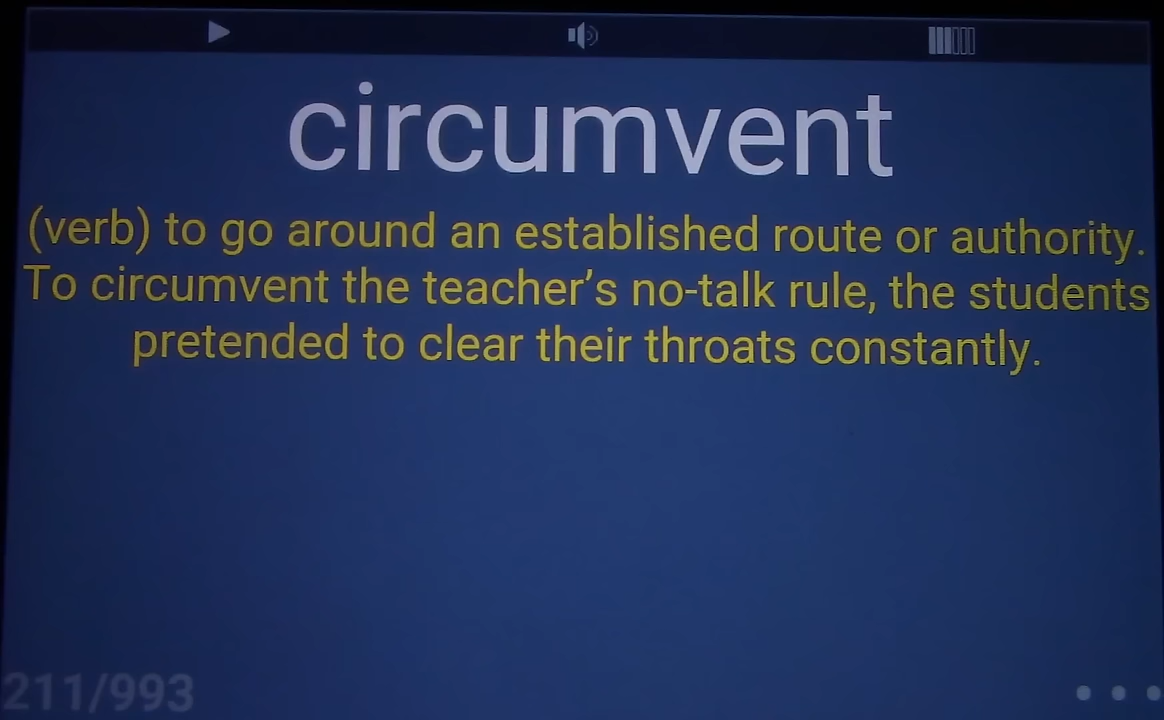 circumvent
(verb) to go around an established route or authority.
To circumvent the teacher’s no-talk rule, the students
pretended to clear their throats constantly.
211/993